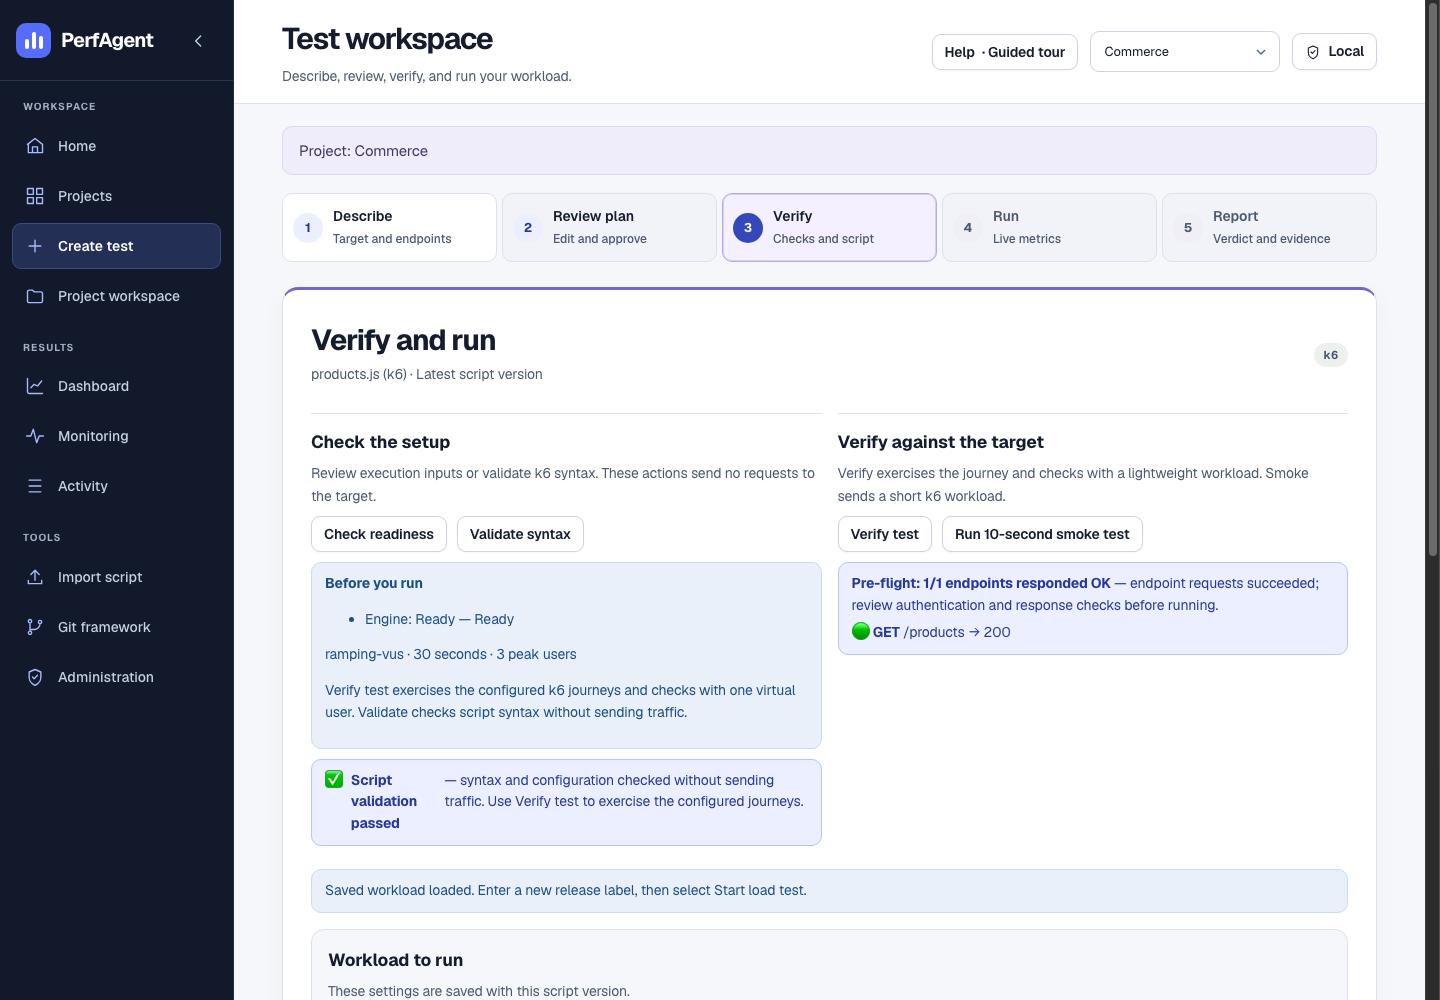 PerfAgent
WORKSPACE
Home
Projects
Create test
Project workspace
RESULTS
Dashboard
Monitoring
Activity
TOOLS
Import script
Git framework
Administration
Test workspace
Describe, review, verify, and run your workload.
Help · Guided tour
Commerce
Local
Project: Commerce
1
Describe
Target and endpoints
2
Review plan
Edit and approve
3
Verify
Checks and script
4
Run
Live metrics
5
Report
Verdict and evidence
Verify and run
products.js (k6) · Latest script version
k6
Check the setup
Review execution inputs or validate k6 syntax. These actions send no requests to
the target.
Check readiness
Validate syntax
Before you run
• Engine: Ready — Ready
ramping-vus · 30 seconds · 3 peak users
Verify test exercises the configured k6 journeys and checks with one virtual
user. Validate checks script syntax without sending traffic.
Script
validation
passed
— syntax and configuration checked without sending
traffic. Use Verify test to exercise the configured journeys.
Verify against the target
Verify exercises the journey and checks with a lightweight workload. Smoke
sends a short k6 workload.
Verify test
Run 10-second smoke test
Pre-flight: 1/1 endpoints responded OK — endpoint requests succeeded;
review authentication and response checks before running.
GET /products → 200
Saved workload loaded. Enter a new release label, then select Start load test.
Workload to run
These settings are saved with this script version.